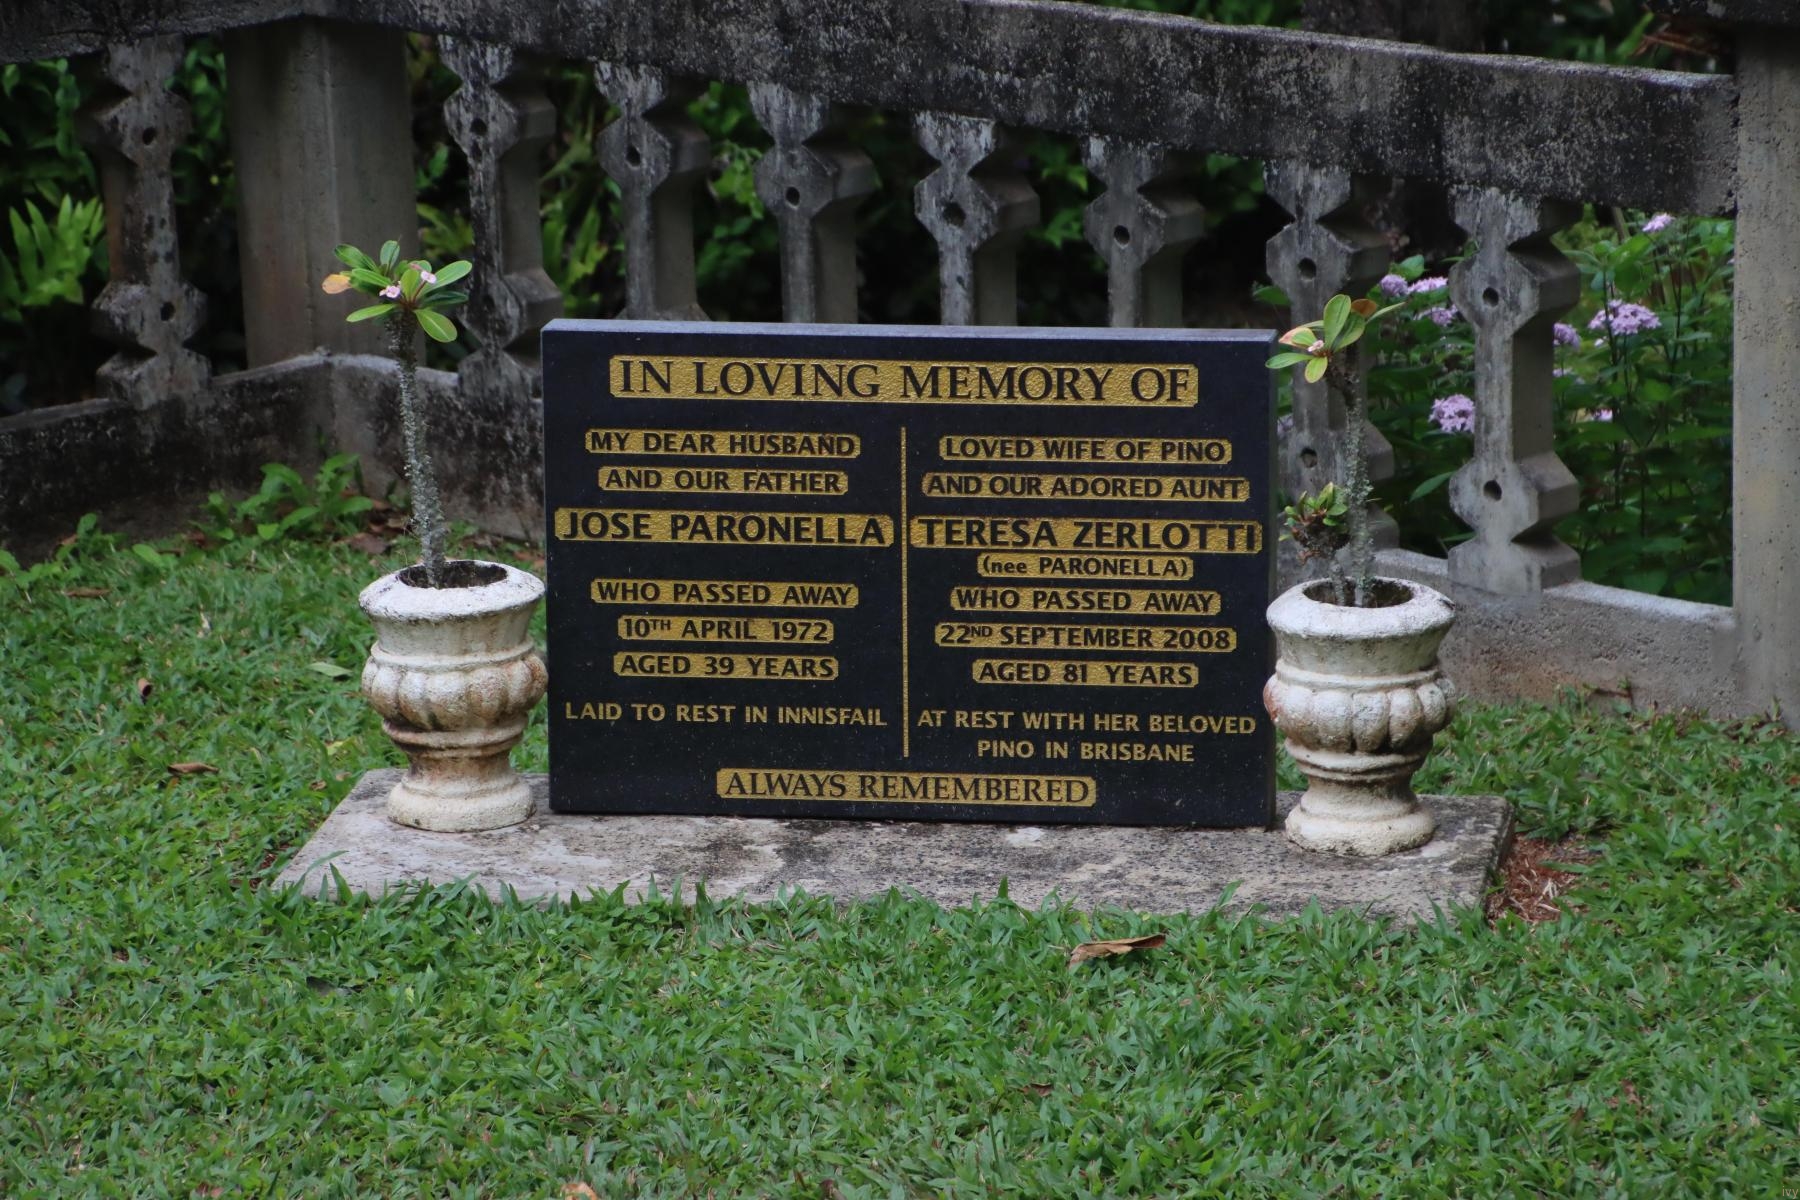 IN LOVING MEMORY OF
MY DEAR HUSBAND
AND OUR FATHER
JOSE PARONELLA
WHO PASSED AWAY
10TH APRIL 1972
AGED 39 YEARS
LAID TO REST IN INNISFAIL
LOVED WIFE OF PINO
AND OUR ADORED AUNT
TERESA ZERLOTTI
(nee PARONELLA)
WHO PASSED AWAY
22ND SEPTEMBER 2008
AGED 81 YEARS
AT REST WITH HER BELOVED
PINO IN BRISBANE
ALWAYS REMEMBERED